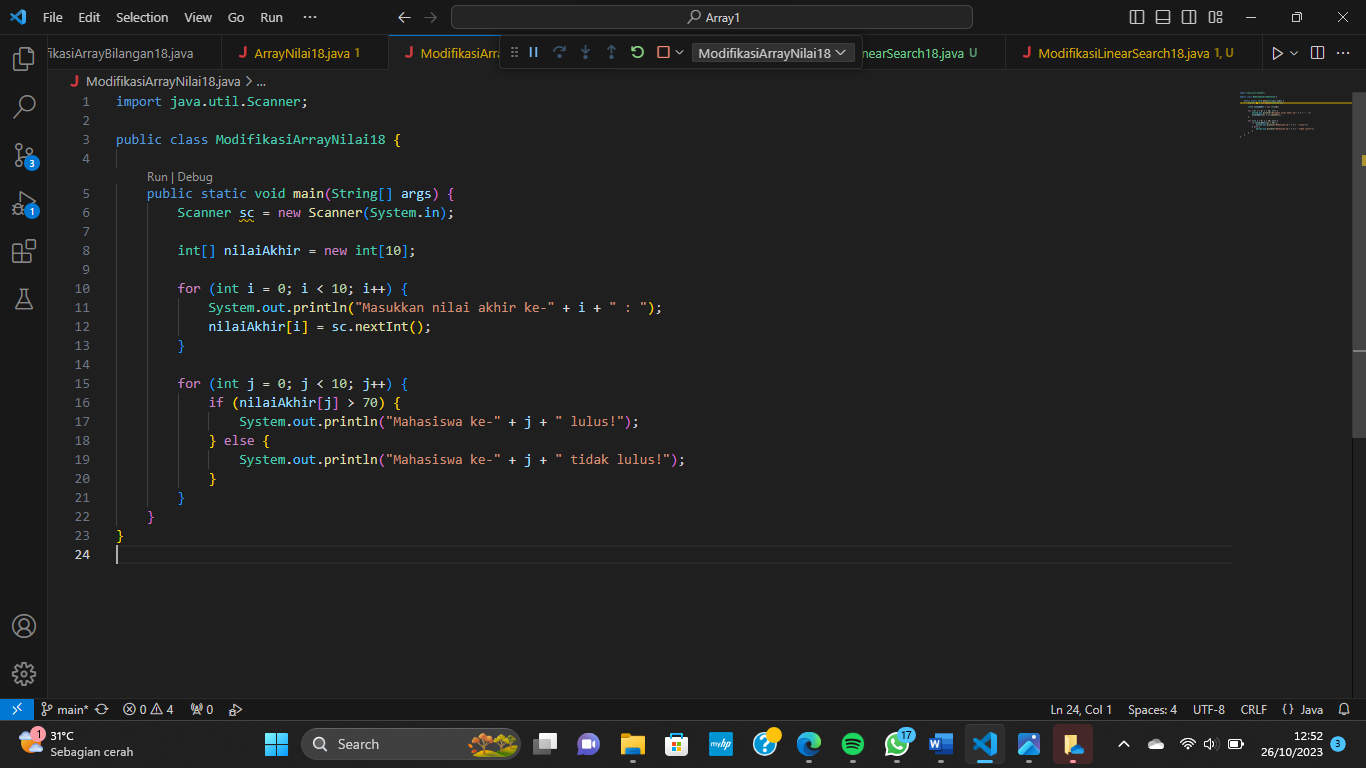 File Edit Selection View Go Run ··· Array1
fikasiArrayBilangan18.java ArrayNilai18.java 1 ModifikasiArra ModifikasiArrayNilai18 nearSearch18.java U ModifikasiLinearSearch18.java 1, U
ModifikasiArrayNilai18.java > ...
1 import java.util.Scanner;
2
3 public class ModifikasiArrayNilai18 {
4
Run | Debug
5 public static void main(String[] args) {
6 Scanner sc = new Scanner(System.in);
7
8 int[] nilaiAkhir = new int[10];
9
10 for (int i = 0; i < 10; i++) {
11 System.out.println("Masukkan nilai akhir ke-" + i + " : ");
12 nilaiAkhir[i] = sc.nextInt();
13 }
14
15 for (int j = 0; j < 10; j++) {
16 if (nilaiAkhir[j] > 70) {
17 System.out.println("Mahasiswa ke-" + j + " lulus!");
18 } else {
19 System.out.println("Mahasiswa ke-" + j + " tidak lulus!");
20 }
21 }
22 }
23 }
24
3
1
main* 0 4 0 Ln 24, Col 1 Spaces: 4 UTF-8 CRLF {} Java
1 31°C
Sebagian cerah
Search
myhp
17
12:52
26/10/2023
3